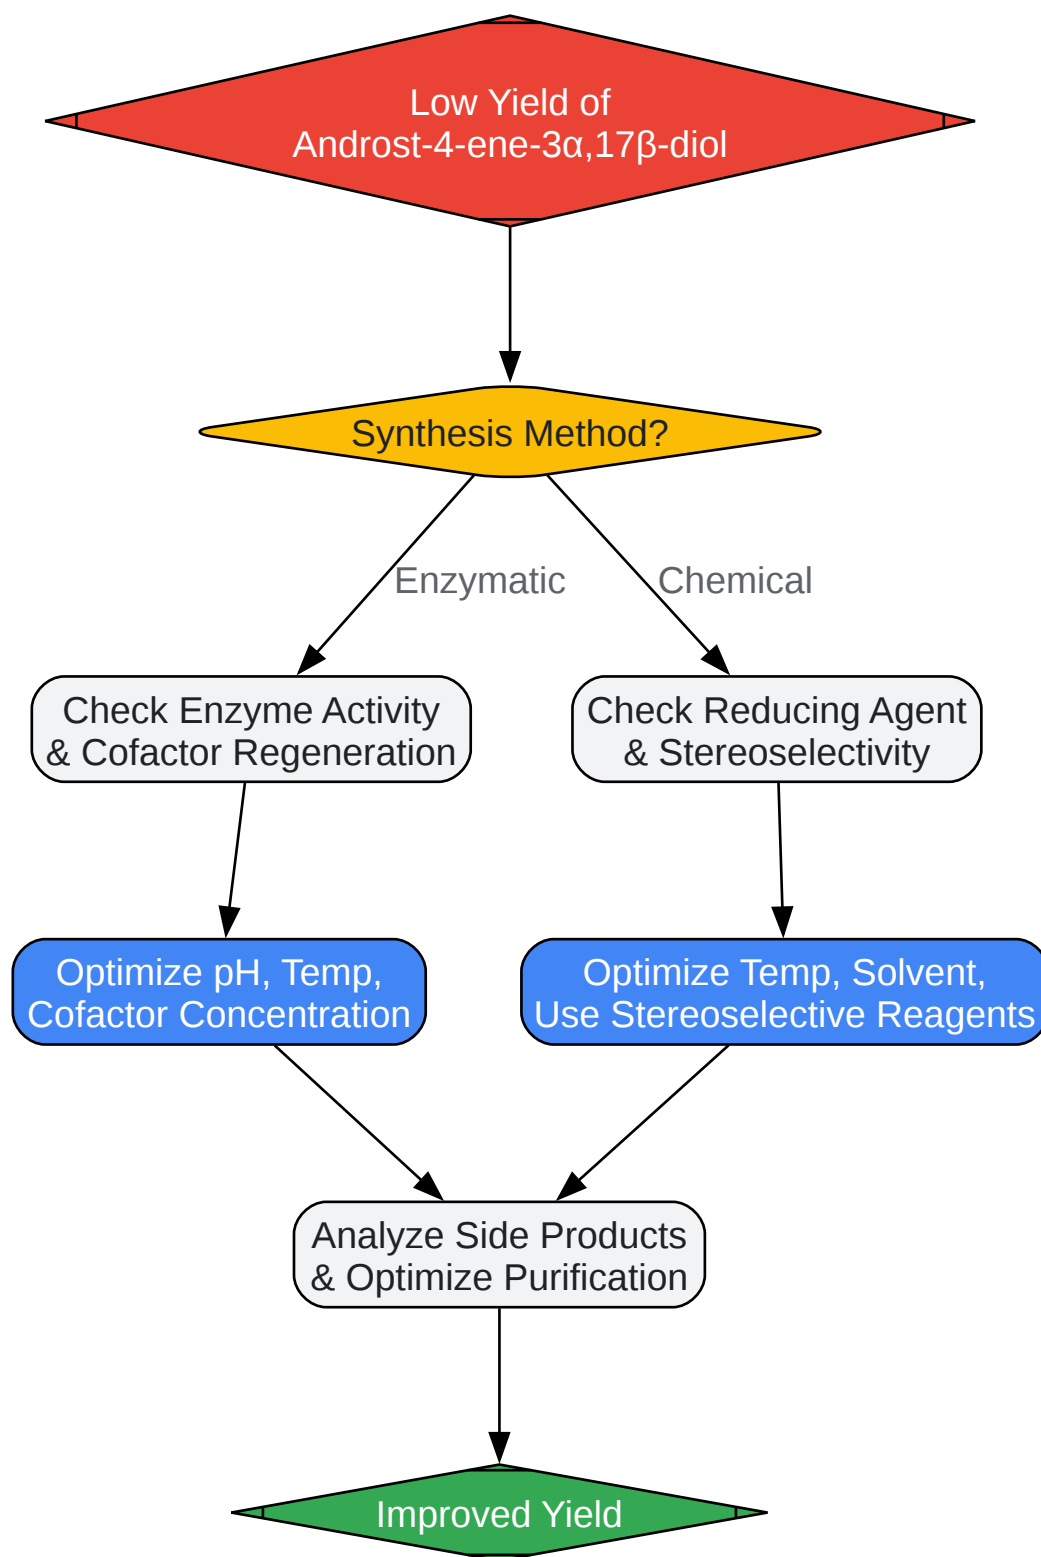 Low Yield of
Androst-4-ene-3α,17β-diol
Synthesis Method?
Enzymatic
Chemical
Check Enzyme Activity
& Cofactor Regeneration
Check Reducing Agent
& Stereoselectivity
Optimize pH, Temp,
Cofactor Concentration
Optimize Temp, Solvent,
Use Stereoselective Reagents
Analyze Side Products
& Optimize Purification
Improved Yield